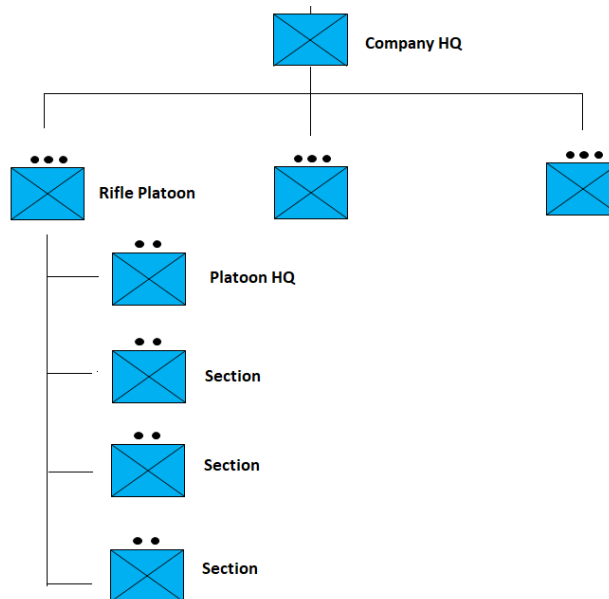 Company HQ
Rifle Platoon
Platoon HQ
Section
Section
Section